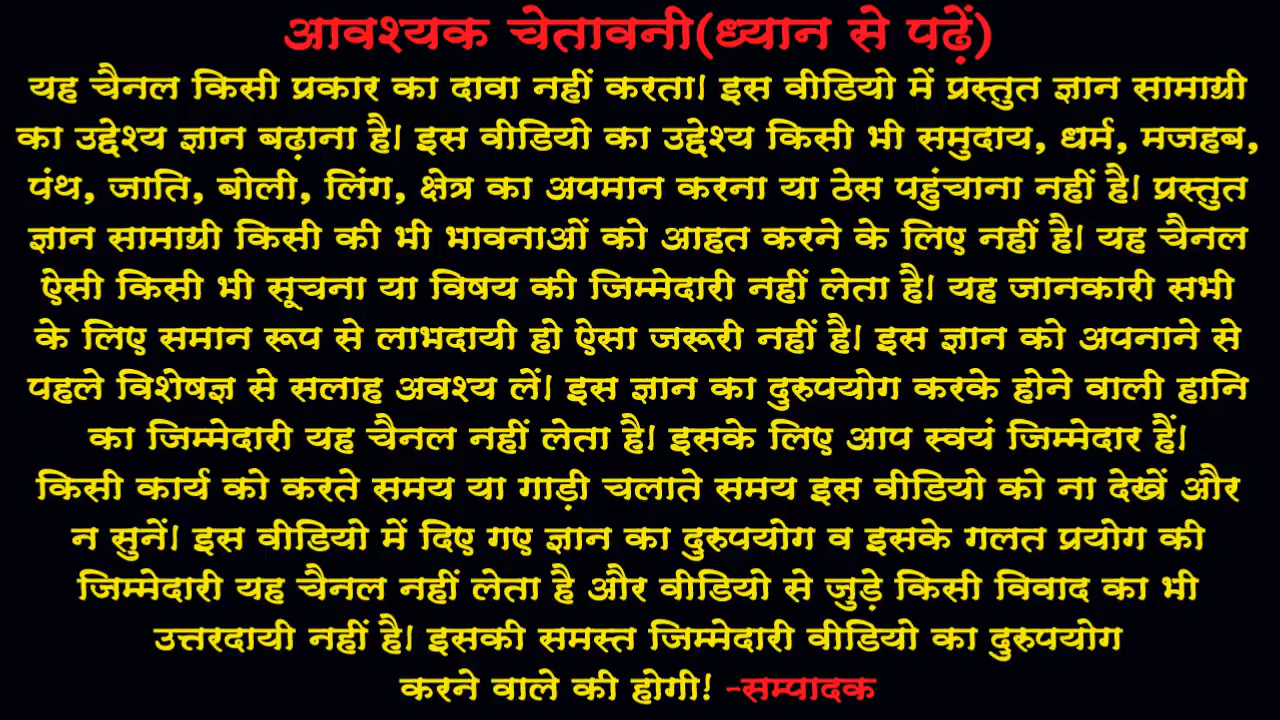 आवश्यक चेतावनी(ध्यान से पढ़ें)
यह चैनल किसी प्रकार का दावा नहीं करता। इस वीडियो में प्रस्तुत ज्ञान सामाग्री
का उद्देश्य ज्ञान बढ़ाना है। इस वीडियो का उद्देश्य किसी भी समुदाय, धर्म, मजहब,
पंथ, जाति, बोली, लिंग, क्षेत्र का अपमान करना या ठेस पहुंचाना नहीं है। प्रस्तुत
ज्ञान सामाग्री किसी की भी भावनाओं को आहत करने के लिए नहीं है। यह चैनल
ऐसी किसी भी सूचना या विषय की जिम्मेदारी नहीं लेता है। यह जानकारी सभी
के लिए समान रूप से लाभदायी हो ऐसा जरूरी नहीं है। इस ज्ञान को अपनाने से
पहले विशेषज्ञ से सलाह अवश्य लें। इस ज्ञान का दुरुपयोग करके होने वाली हानि
का जिम्मेदारी यह चैनल नहीं लेता है। इसके लिए आप स्वयं जिम्मेदार हैं।
किसी कार्य को करते समय या गाड़ी चलाते समय इस वीडियो को ना देखें और
न सुनें। इस वीडियो में दिए गए ज्ञान का दुरुपयोग व इसके गलत प्रयोग की
जिम्मेदारी यह चैनल नहीं लेता है और वीडियो से जुड़े किसी विवाद का भी
उत्तरदायी नहीं है। इसकी समस्त जिम्मेदारी वीडियो का दुरुपयोग
करने वाले की होगी! -सम्पादक